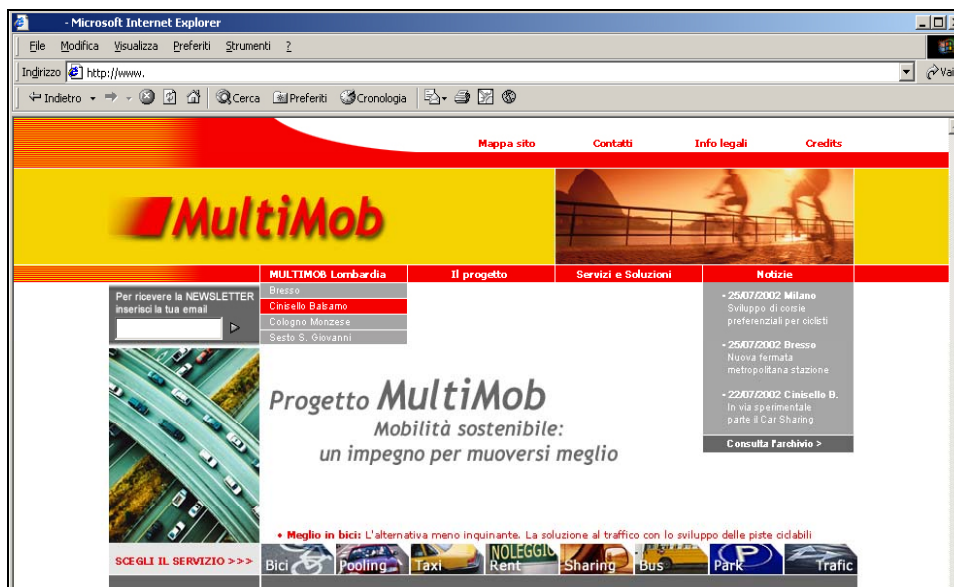 - Microsoft Internet Explorer
File Modifica Visualizza Preferiti Strumenti ?
Indirizzo http://www. Vai
Indietro Cerca Preferiti Cronologia
Mappa sito Contatti Info legali Credits
MultiMob
MULTIMOB Lombardia Il progetto Servizi e Soluzioni Notizie
Per ricevere la NEWSLETTER
inserisci la tua email
Bresso
Cinisello Balsamo
Cologno Monzese
Sesto S. Giovanni
- 25/07/2002 Milano
Sviluppo di corsie
preferenziali per ciclisti
- 25/07/2002 Bresso
Nuova fermata
metropolitana stazione
- 22/07/2002 Cinisello B.
In via sperimentale
parte il Car Sharing
Consulta l'archivio >
Progetto MultiMob
Mobilità sostenibile:
un impegno per muoversi meglio
• Meglio in bici: L'alternativa meno inquinante. La soluzione al traffico con lo sviluppo delle piste ciclabili
SCEGLI IL SERVIZIO >>>
Bici Pooling Taxi NOLEGGIO Rent Sharing Bus P Park Trafic